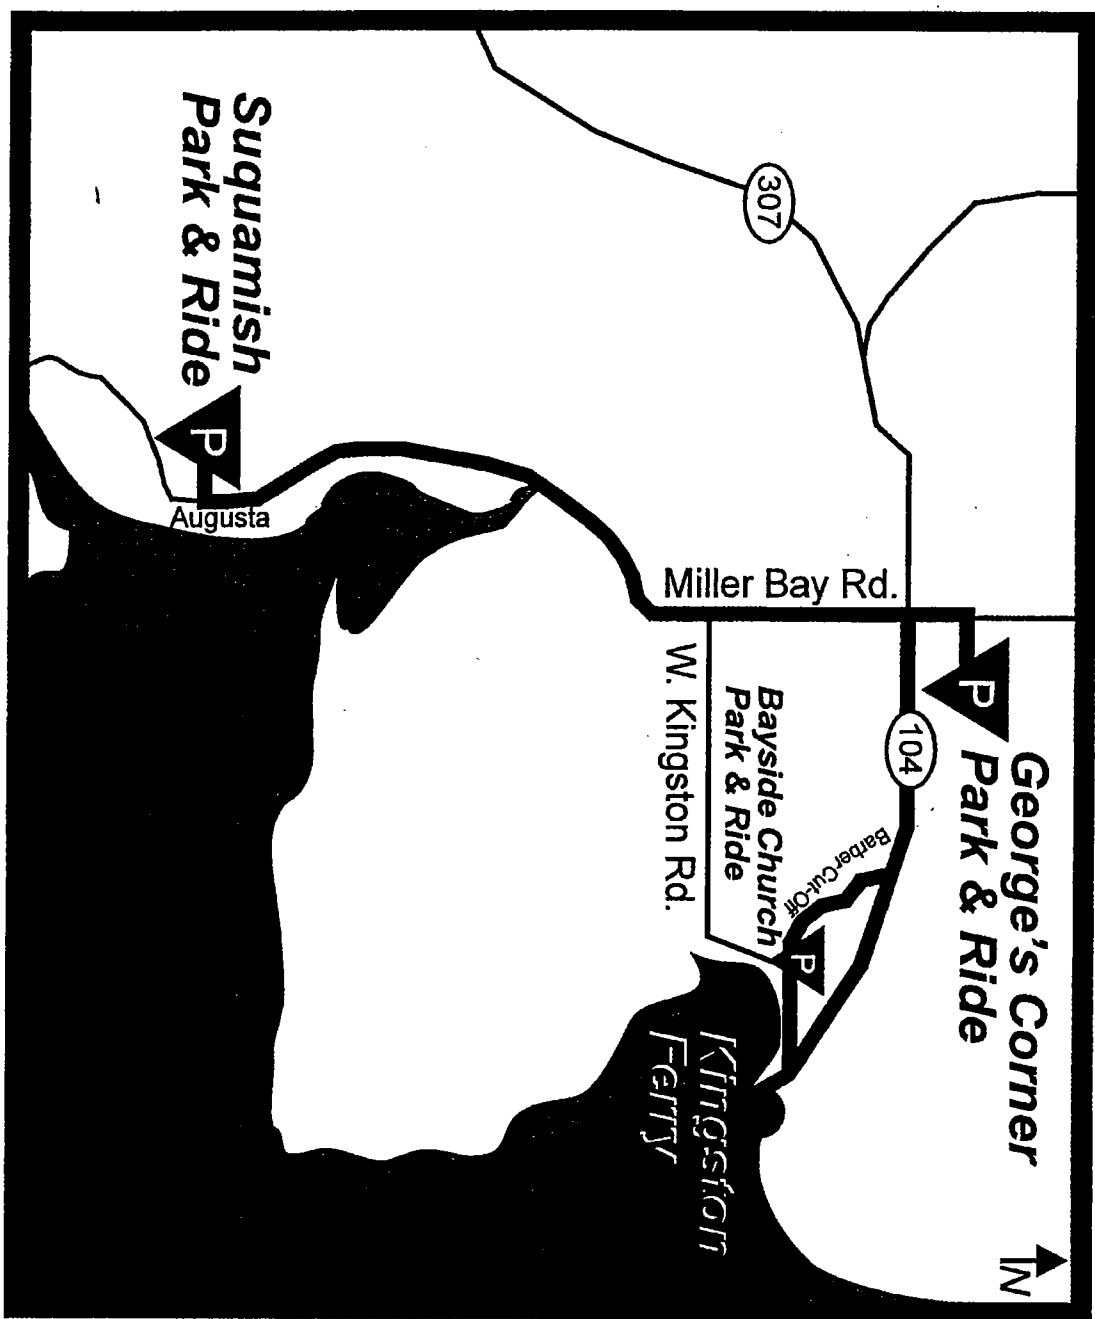 N
George's Corner
Park & Ride
P
104
Barber Cut-Off
307
Miller Bay Rd.
P
Bayside Church
Park & Ride
W. Kingston Rd.
Kingston
Ferry
Suquamish
Park & Ride
P
Augusta